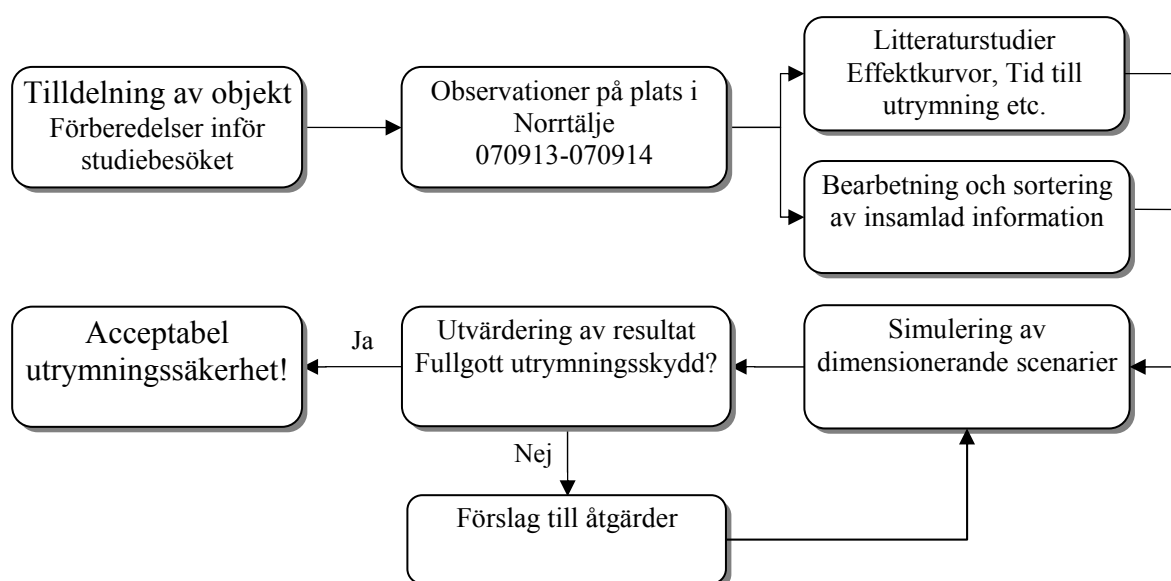 Tilldelning av objekt
Förberedelser inför
studiebesöket
Observationer på plats i
Norrtälje
070913-070914
Litteraturstudier
Effektkurvor, Tid till
utrymning etc.
Bearbetning och sortering
av insamlad information
Simulering av
dimensionerande scenarier
Utvärdering av resultat
Fullgott utrymningsskydd?
Ja
Acceptabel
utrymningssäkerhet!
Nej
Förslag till åtgärder